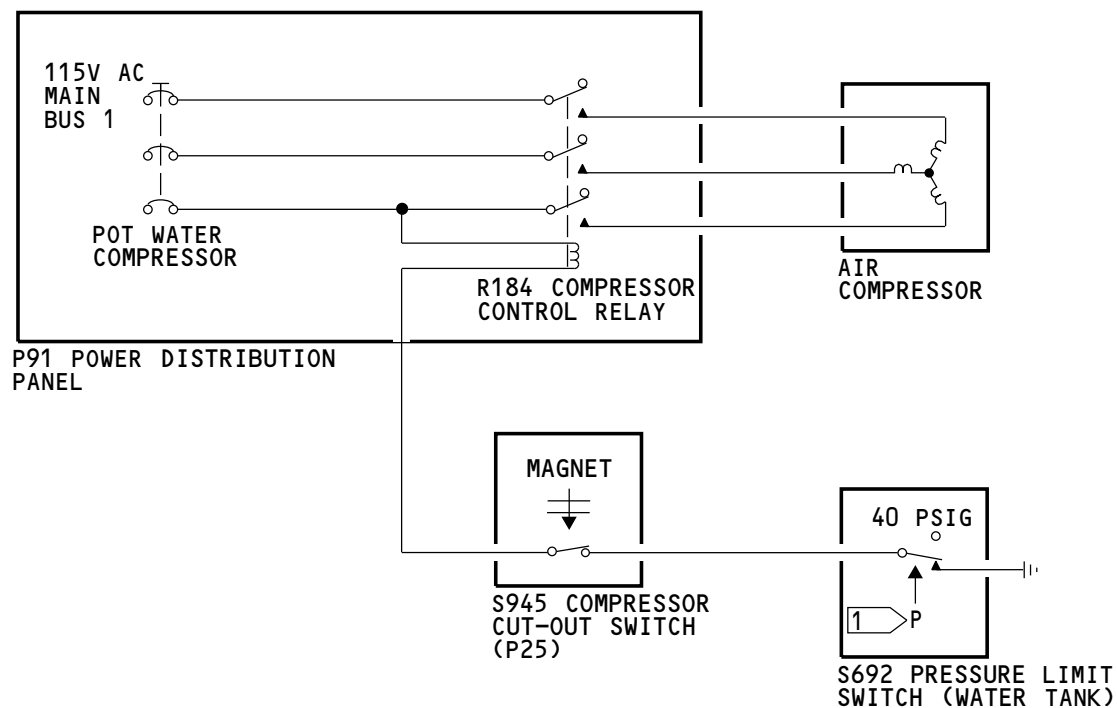 115V AC
MAIN
BUS 1
POT WATER
COMPRESSOR
R184 COMPRESSOR
CONTROL RELAY
AIR
COMPRESSOR
P91 POWER DISTRIBUTION
PANEL
MAGNET
40 PSIG
1
P
S945 COMPRESSOR
CUT-OUT SWITCH
(P25)
S692 PRESSURE LIMIT
SWITCH (WATER TANK)